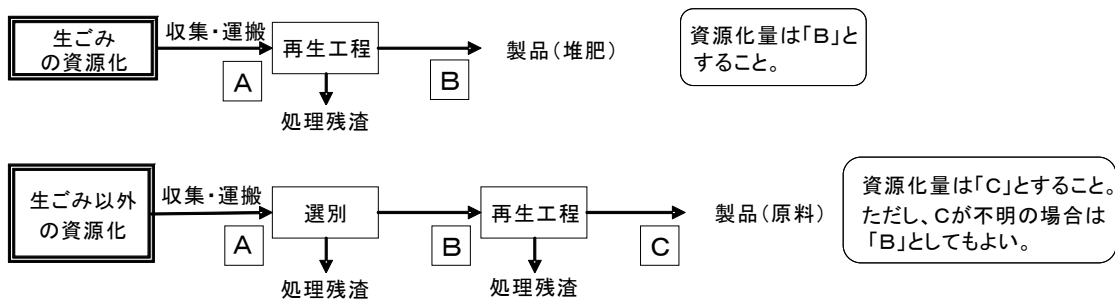 生ごみ
の資源化
収集・運搬
A
再生工程
処理残渣
B
製品(堆肥)
資源化量は「B」と
すること。
生ごみ以外
の資源化
収集・運搬
A
選別
処理残渣
B
再生工程
処理残渣
C
製品(原料)
資源化量は「C」とすること。
ただし、Cが不明の場合は
「B」としてもよい。